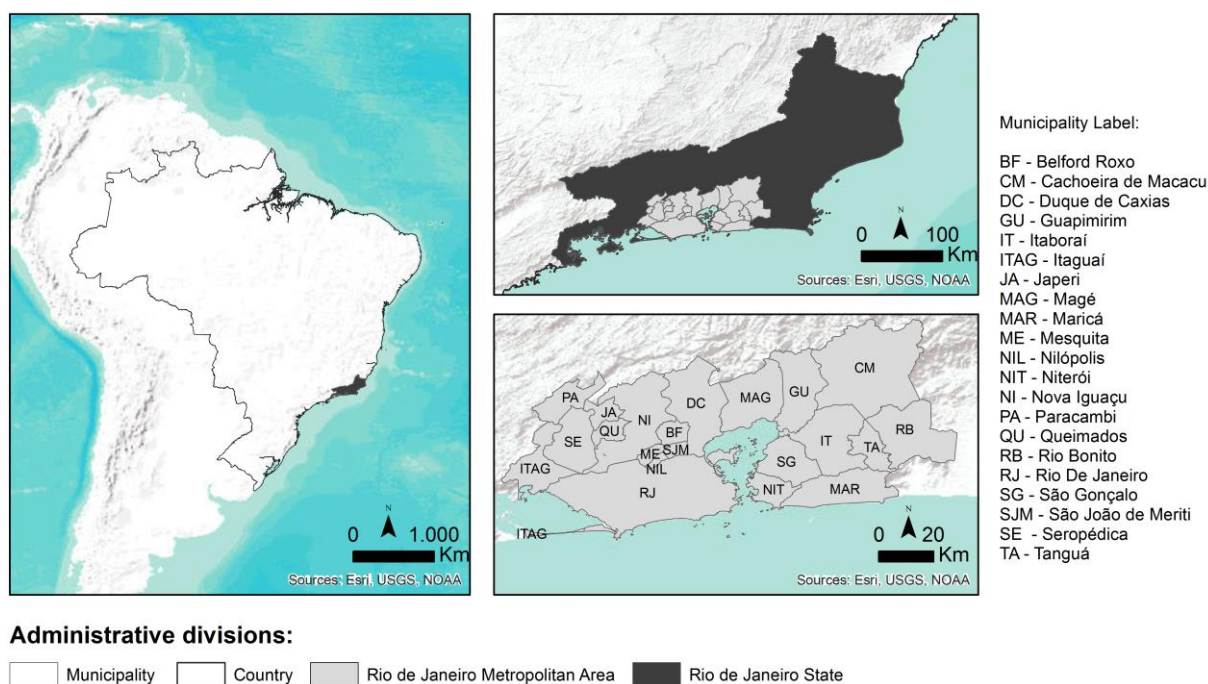 N
0 1.000
Km
Sources: Esri, USGS, NOAA
N
0 100
Km
Sources: Esri, USGS, NOAA
PA
JA
QU
SE
NI
DC
MAG
GU
CM
BF
SJM
ME
NIL
ITAG
RJ
SG
IT
TA
RB
NIT
MAR
ITAG
N
0 20
Km
Sources: Esri, USGS, NOAA
Municipality Label:
BF - Belford Roxo
CM - Cachoeira de Macacu
DC - Duque de Caxias
GU - Guapimirim
IT - Itaboraí
ITAG - Itaguaí
JA - Japeri
MAG - Magé
MAR - Maricá
ME - Mesquita
NIL - Nilópolis
NIT - Niterói
NI - Nova Iguaçu
PA - Paracambi
QU - Queimados
RB - Rio Bonito
RJ - Rio De Janeiro
SG - São Gonçalo
SJM - São João de Meriti
SE - Seropédica
TA - Tanguá
Administrative divisions:
Municipality Country Rio de Janeiro Metropolitan Area Rio de Janeiro State